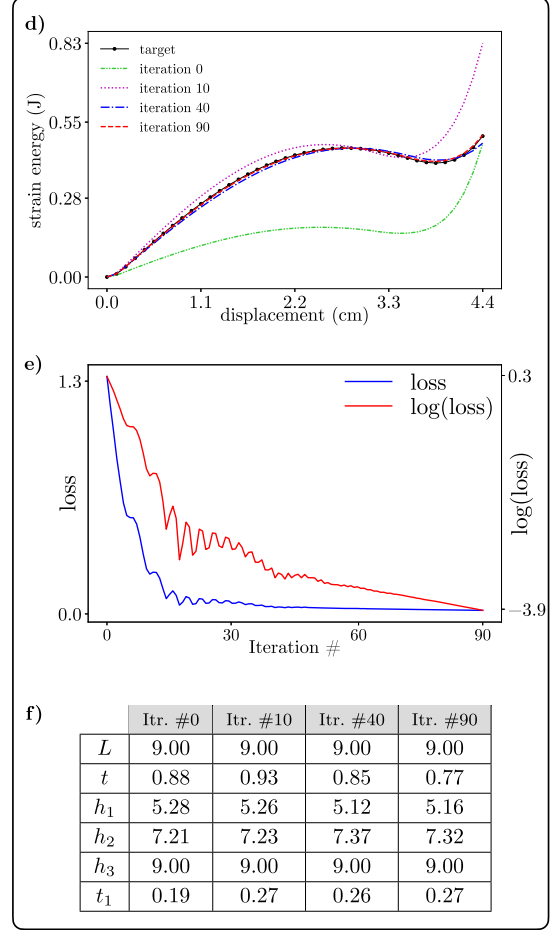 d)
0.83
0.55
0.28
0.00
strain energy (J)
target
iteration 0
iteration 10
iteration 40
iteration 90
0.0 1.1 2.2 3.3 4.4
displacement (cm)
e)
1.3
0.0
loss
loss
log(loss)
0.3
−3.9
log(loss)
0 30 60 90
Iteration #
f)
Itr. #0 Itr. #10 Itr. #40 Itr. #90
L 9.00 9.00 9.00 9.00
t 0.88 0.93 0.85 0.77
h₁ 5.28 5.26 5.12 5.16
h₂ 7.21 7.23 7.37 7.32
h₃ 9.00 9.00 9.00 9.00
t₁ 0.19 0.27 0.26 0.27